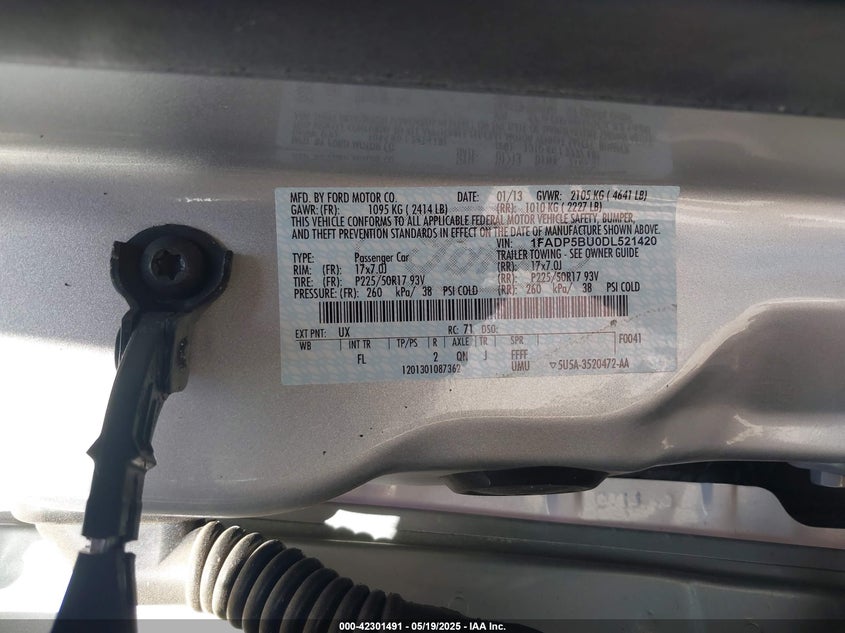 MFD. BY FORD MOTOR CO. DATE: 01/13 GVWR: 2105 KG ( 4641 LB)
GAWR: (FR): 1095 KG ( 2414 LB) (RR): 1010 KG ( 2227 LB)
THIS VEHICLE CONFORMS TO ALL APPLICABLE FEDERAL MOTOR VEHICLE SAFETY, BUMPER,
AND THEFT PREVENTION STANDARDS IN EFFECT ON THE DATE OF MANUFACTURE SHOWN ABOVE.
VIN: 1FADP5BU0DL521420
TYPE: Passenger Car TRAILER TOWING - SEE OWNER GUIDE
RIM: (FR): 17x7.0J (RR): 17x7.0J
TIRE: (FR): P225/50R17 93V (RR): P225/50R17 93V
PRESSURE: (FR): 260 kPa/ 38 PSI COLD (RR): 260 kPa/ 38 PSI COLD
EXT PNT: UX RC: 71 DSO: F0041
WB INT TR TP/PS R AXLE TR SPR
FL 2 QN J FFFF
1201301087362 UMU ▽5U5A-3520472-AA
000-42301491 - 05/19/2025 - IAA Inc.